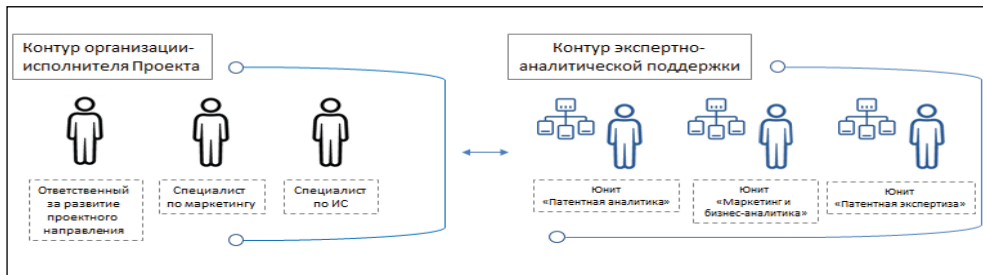 Контур организации-
исполнителя Проекта
Ответственный
за развитие
проектного
направления
Специалист
по маркетингу
Специалист
по ИС
Контур экспертно-
аналитической поддержки
Юнит
«Патентная аналитика»
Юнит
«Маркетинг и
бизнес-аналитика»
Юнит
«Патентная экспертиза»